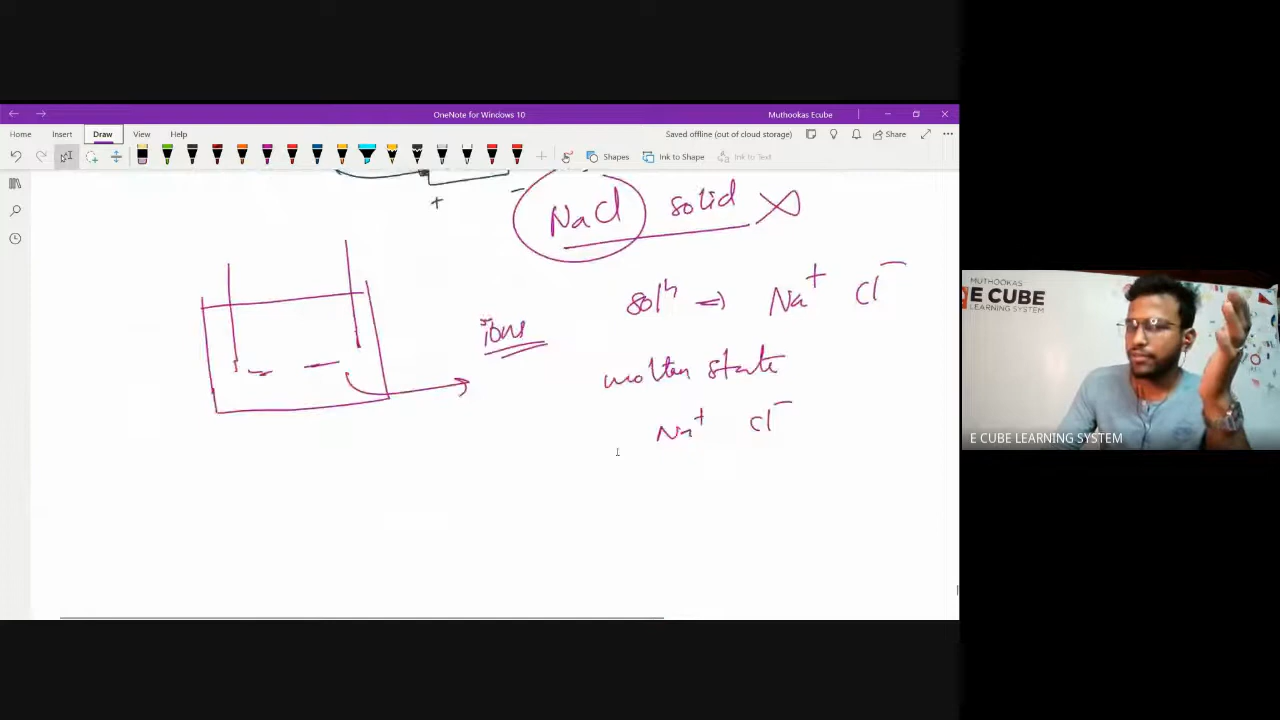 OneNote for Windows 10
Muthookas Ecube
Home Insert Draw View Help
Saved offline (out of cloud storage)
Share
Shapes
Ink to Shape
Ink to Text
+
-
NaCl solid
solⁿ ⇒ Na⁺ Cl⁻
ions
molten state
Na⁺ Cl⁻
MUTHOOKAS
E CUBE
LEARNING SYSTEM
E CUBE LEARNING SYSTEM